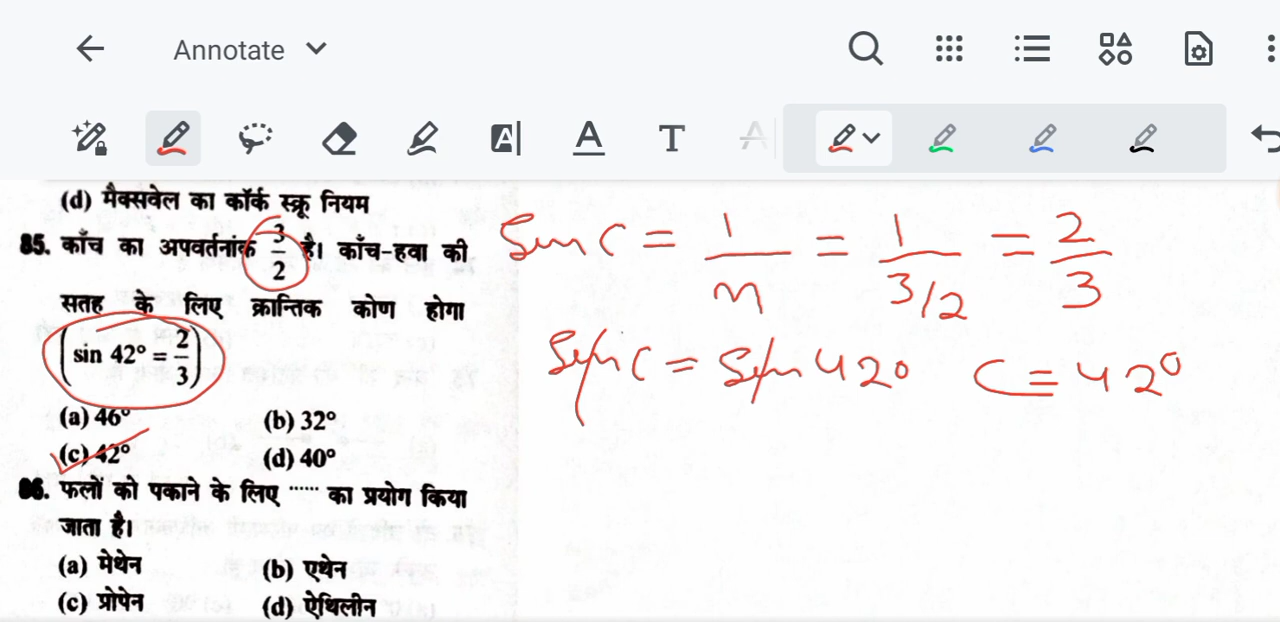 Annotate
(d) मैक्सवेल का कॉर्क स्क्रू नियम
85. काँच का अपवर्तनांक 3/2 है। काँच-हवा की
सतह के लिए क्रान्तिक कोण होगा
(sin 42° = 2/3)
(a) 46° (b) 32°
(c) 42° (d) 40°
86. फलों को पकाने के लिए ...... का प्रयोग किया
जाता है।
(a) मेथेन (b) एथेन
(c) प्रोपेन (d) ऐथिलीन
Sin C = 1/n = 1/3/2 = 2/3
Sin C = Sin 42° C = 42°